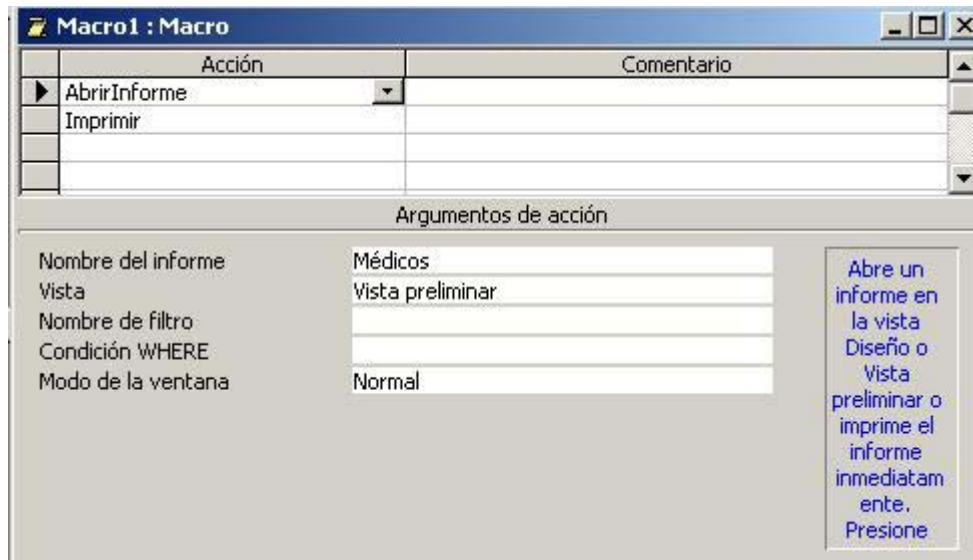 Macro1 : Macro
Acción Comentario
AbrirInforme
Imprimir
Argumentos de acción
Nombre del informe Médicos
Vista Vista preliminar
Nombre de filtro
Condición WHERE
Modo de la ventana Normal
Abre un
informe en
la vista
Diseño o
Vista
preliminar o
imprime el
informe
inmediatam
ente.
Presione